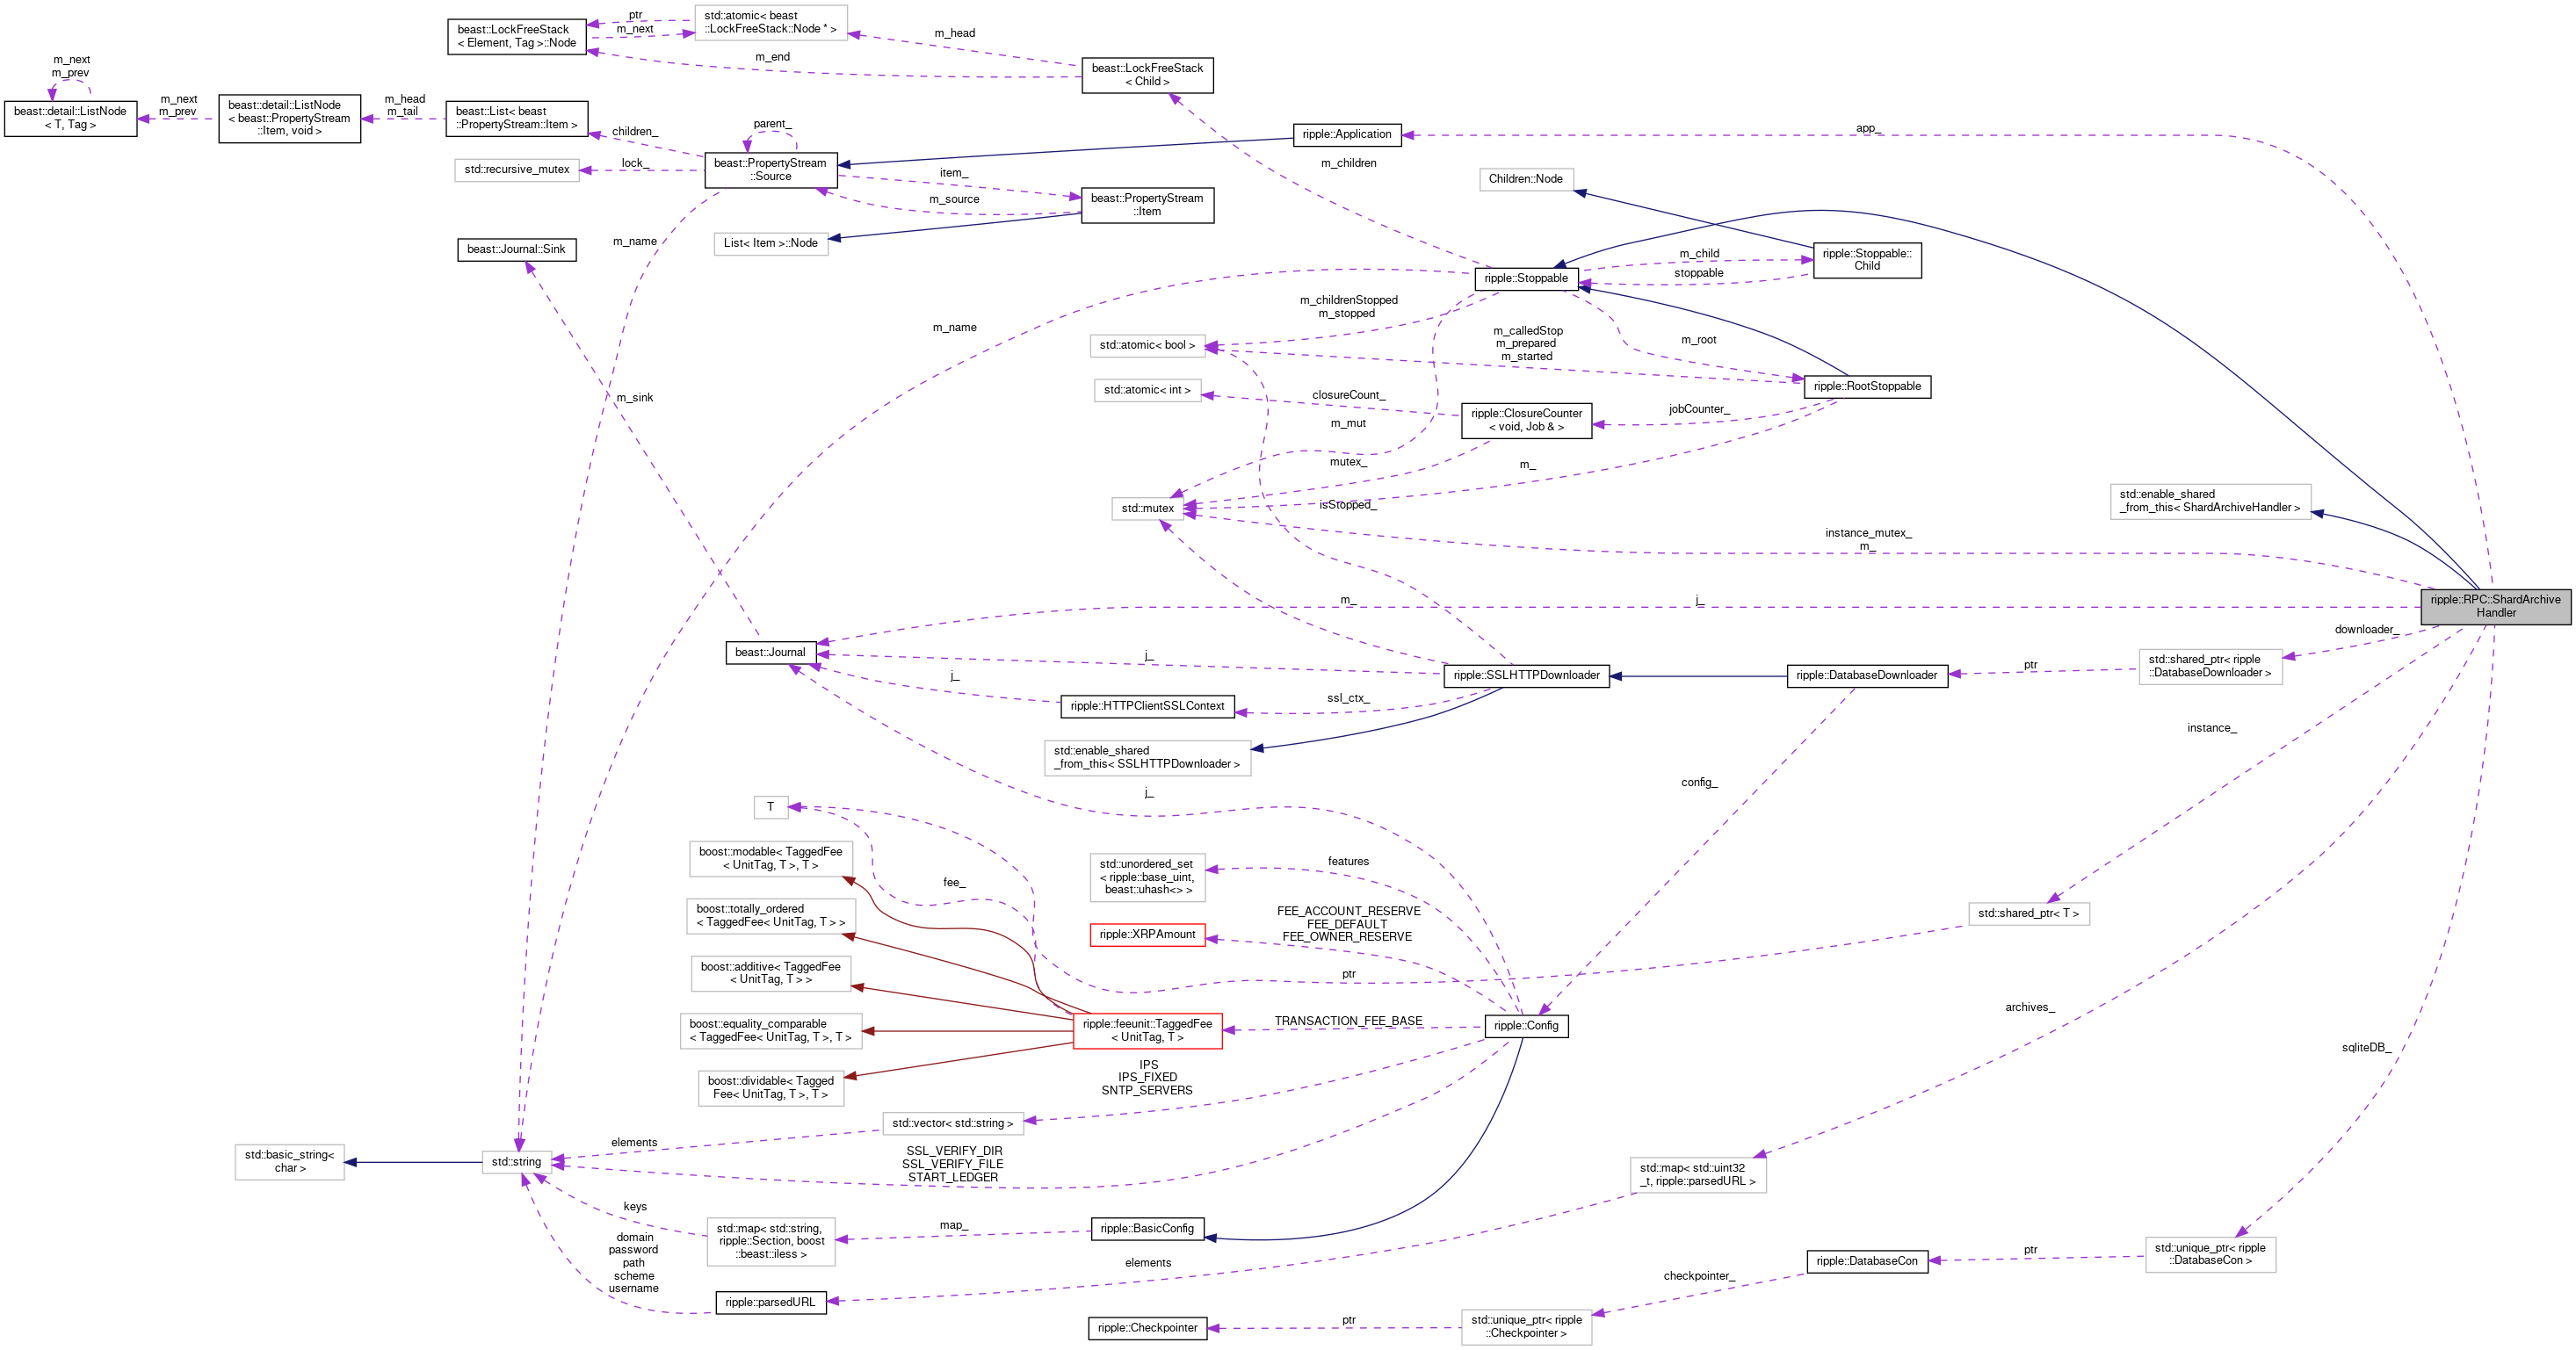 ptr
m_next
beast::LockFreeStack
< Element, Tag >::Node
std::atomic< beast
::LockFreeStack::Node * >
m_head
m_end
beast::LockFreeStack
< Child >
m_next
m_prev
beast::detail::ListNode
< T, Tag >
m_next
m_prev
beast::detail::ListNode
< beast::PropertyStream
::Item, void >
m_head
m_tail
beast::List< beast
::PropertyStream::Item >
children_
parent_
lock_
std::recursive_mutex
beast::PropertyStream
::Source
ripple::Application
app_
m_children
item_
m_source
beast::PropertyStream
::Item
List< Item >::Node
Children::Node
m_name
beast::Journal::Sink
ripple::Stoppable
m_child
stoppable
ripple::Stoppable::
Child
m_childrenStopped
m_stopped
m_name
std::atomic< bool >
m_calledStop
m_prepared
m_started
m_root
std::atomic< int >
closureCount_
ripple::ClosureCounter
< void, Job & >
jobCounter_
ripple::RootStoppable
m_sink
m_mut
mutex_
m_
std::mutex
isStopped_
std::enable_shared
_from_this< ShardArchiveHandler >
instance_mutex_
m_
m_
j_
ripple::RPC::ShardArchive
Handler
beast::Journal
j_
j_
ripple::SSLHTTPDownloader
ripple::DatabaseDownloader
ptr
std::shared_ptr< ripple
::DatabaseDownloader >
downloader_
ripple::HTTPClientSSLContext
ssl_ctx_
std::enable_shared
_from_this< SSLHTTPDownloader >
instance_
config_
j_
T
boost::modable< TaggedFee
< UnitTag, T >, T >
fee_
std::unordered_set
< ripple::base_uint,
beast::uhash<> >
features
boost::totally_ordered
< TaggedFee< UnitTag, T > >
ripple::XRPAmount
FEE_ACCOUNT_RESERVE
FEE_DEFAULT
FEE_OWNER_RESERVE
std::shared_ptr< T >
boost::additive< TaggedFee
< UnitTag, T > >
ptr
archives_
boost::equality_comparable
< TaggedFee< UnitTag, T >, T >
ripple::feeunit::TaggedFee
< UnitTag, T >
TRANSACTION_FEE_BASE
ripple::Config
sqliteDB_
boost::dividable< Tagged
Fee< UnitTag, T >, T >
IPS
IPS_FIXED
SNTP_SERVERS
std::vector< std::string >
elements
std::basic_string<
char >
std::string
SSL_VERIFY_DIR
SSL_VERIFY_FILE
START_LEDGER
std::map< std::uint32
_t, ripple::parsedURL >
keys
std::map< std::string,
ripple::Section, boost
::beast::iless >
map_
ripple::BasicConfig
domain
password
path
scheme
username
elements
ripple::parsedURL
ripple::DatabaseCon
ptr
std::unique_ptr< ripple
::DatabaseCon >
checkpointer_
ripple::Checkpointer
ptr
std::unique_ptr< ripple
::Checkpointer >